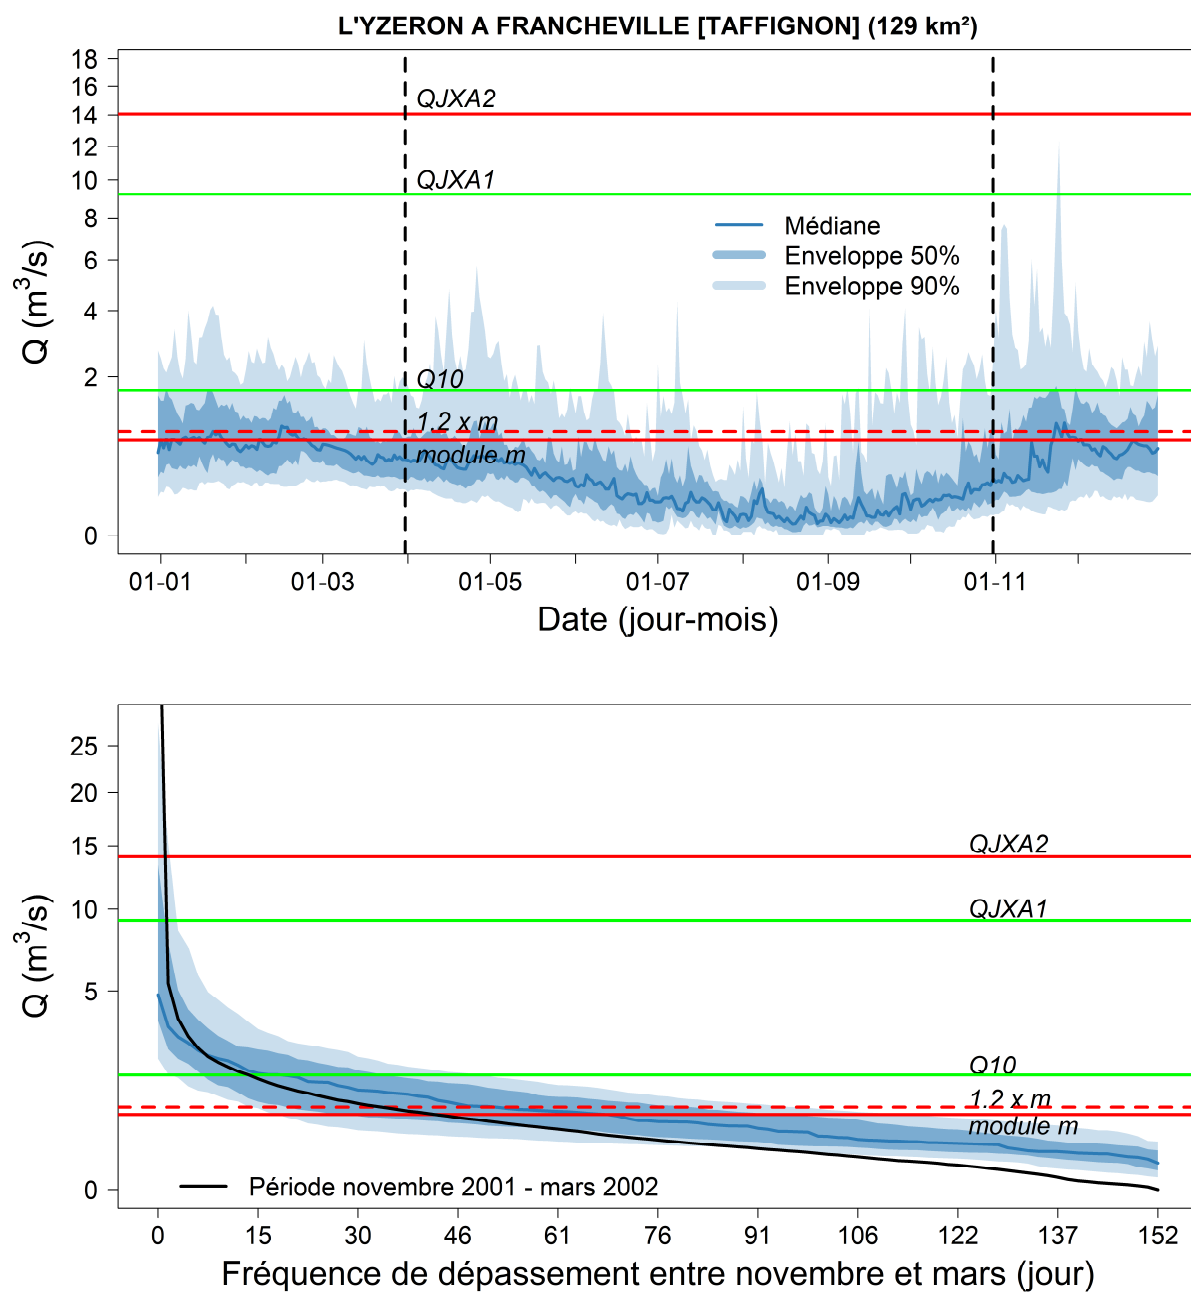 L'YZERON A FRANCHEVILLE [TAFFIGNON] (129 km²)
18
16
14
12
10
8
6
4
2
0
Q (m³/s)
QJXA2
QJXA1
Médiane
Enveloppe 50%
Enveloppe 90%
Q10
1.2 x m
module m
01-01
01-03
01-05
01-07
01-09
01-11
Date (jour-mois)
25
20
15
10
5
0
Q (m³/s)
QJXA2
QJXA1
Q10
1.2 x m
module m
Période novembre 2001 - mars 2002
0
15
30
46
61
76
91
106
122
137
152
Fréquence de dépassement entre novembre et mars (jour)